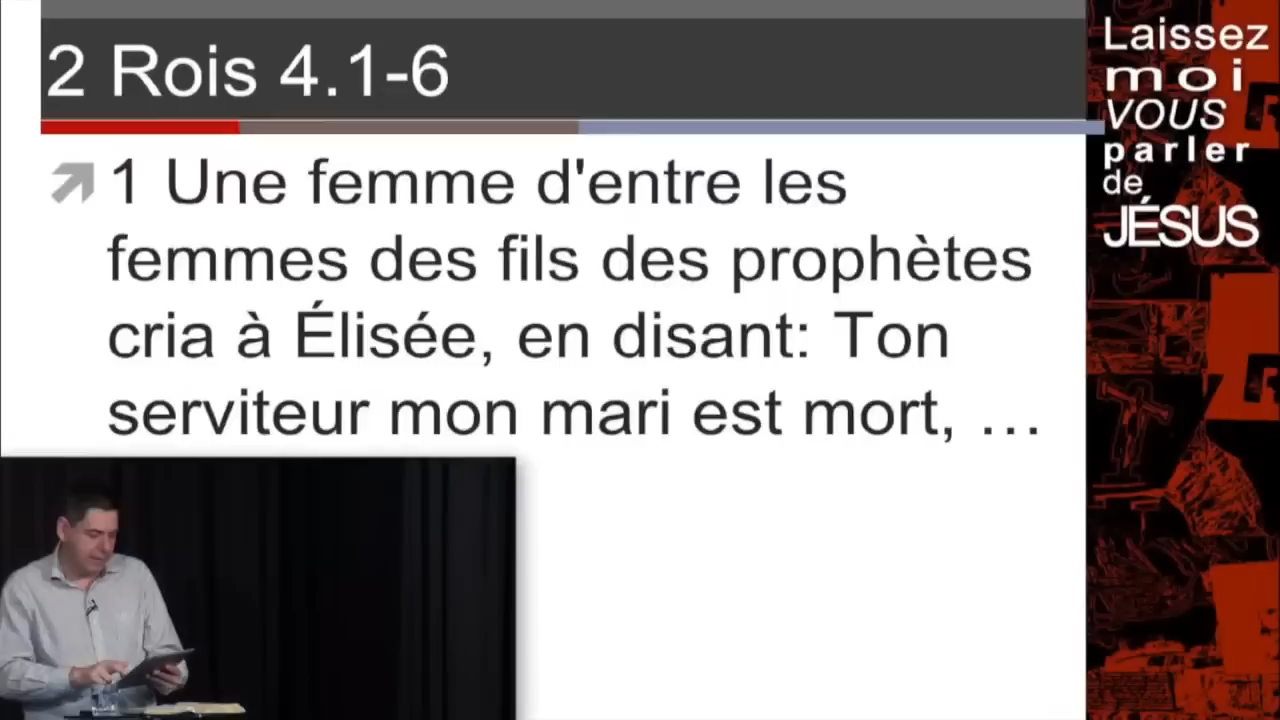 2 Rois 4.1-6
1 Une femme d'entre les
femmes des fils des prophètes
cria à Élisée, en disant: Ton
serviteur mon mari est mort, …
Laissez
moi
VOUS
parler
de
JÉSUS